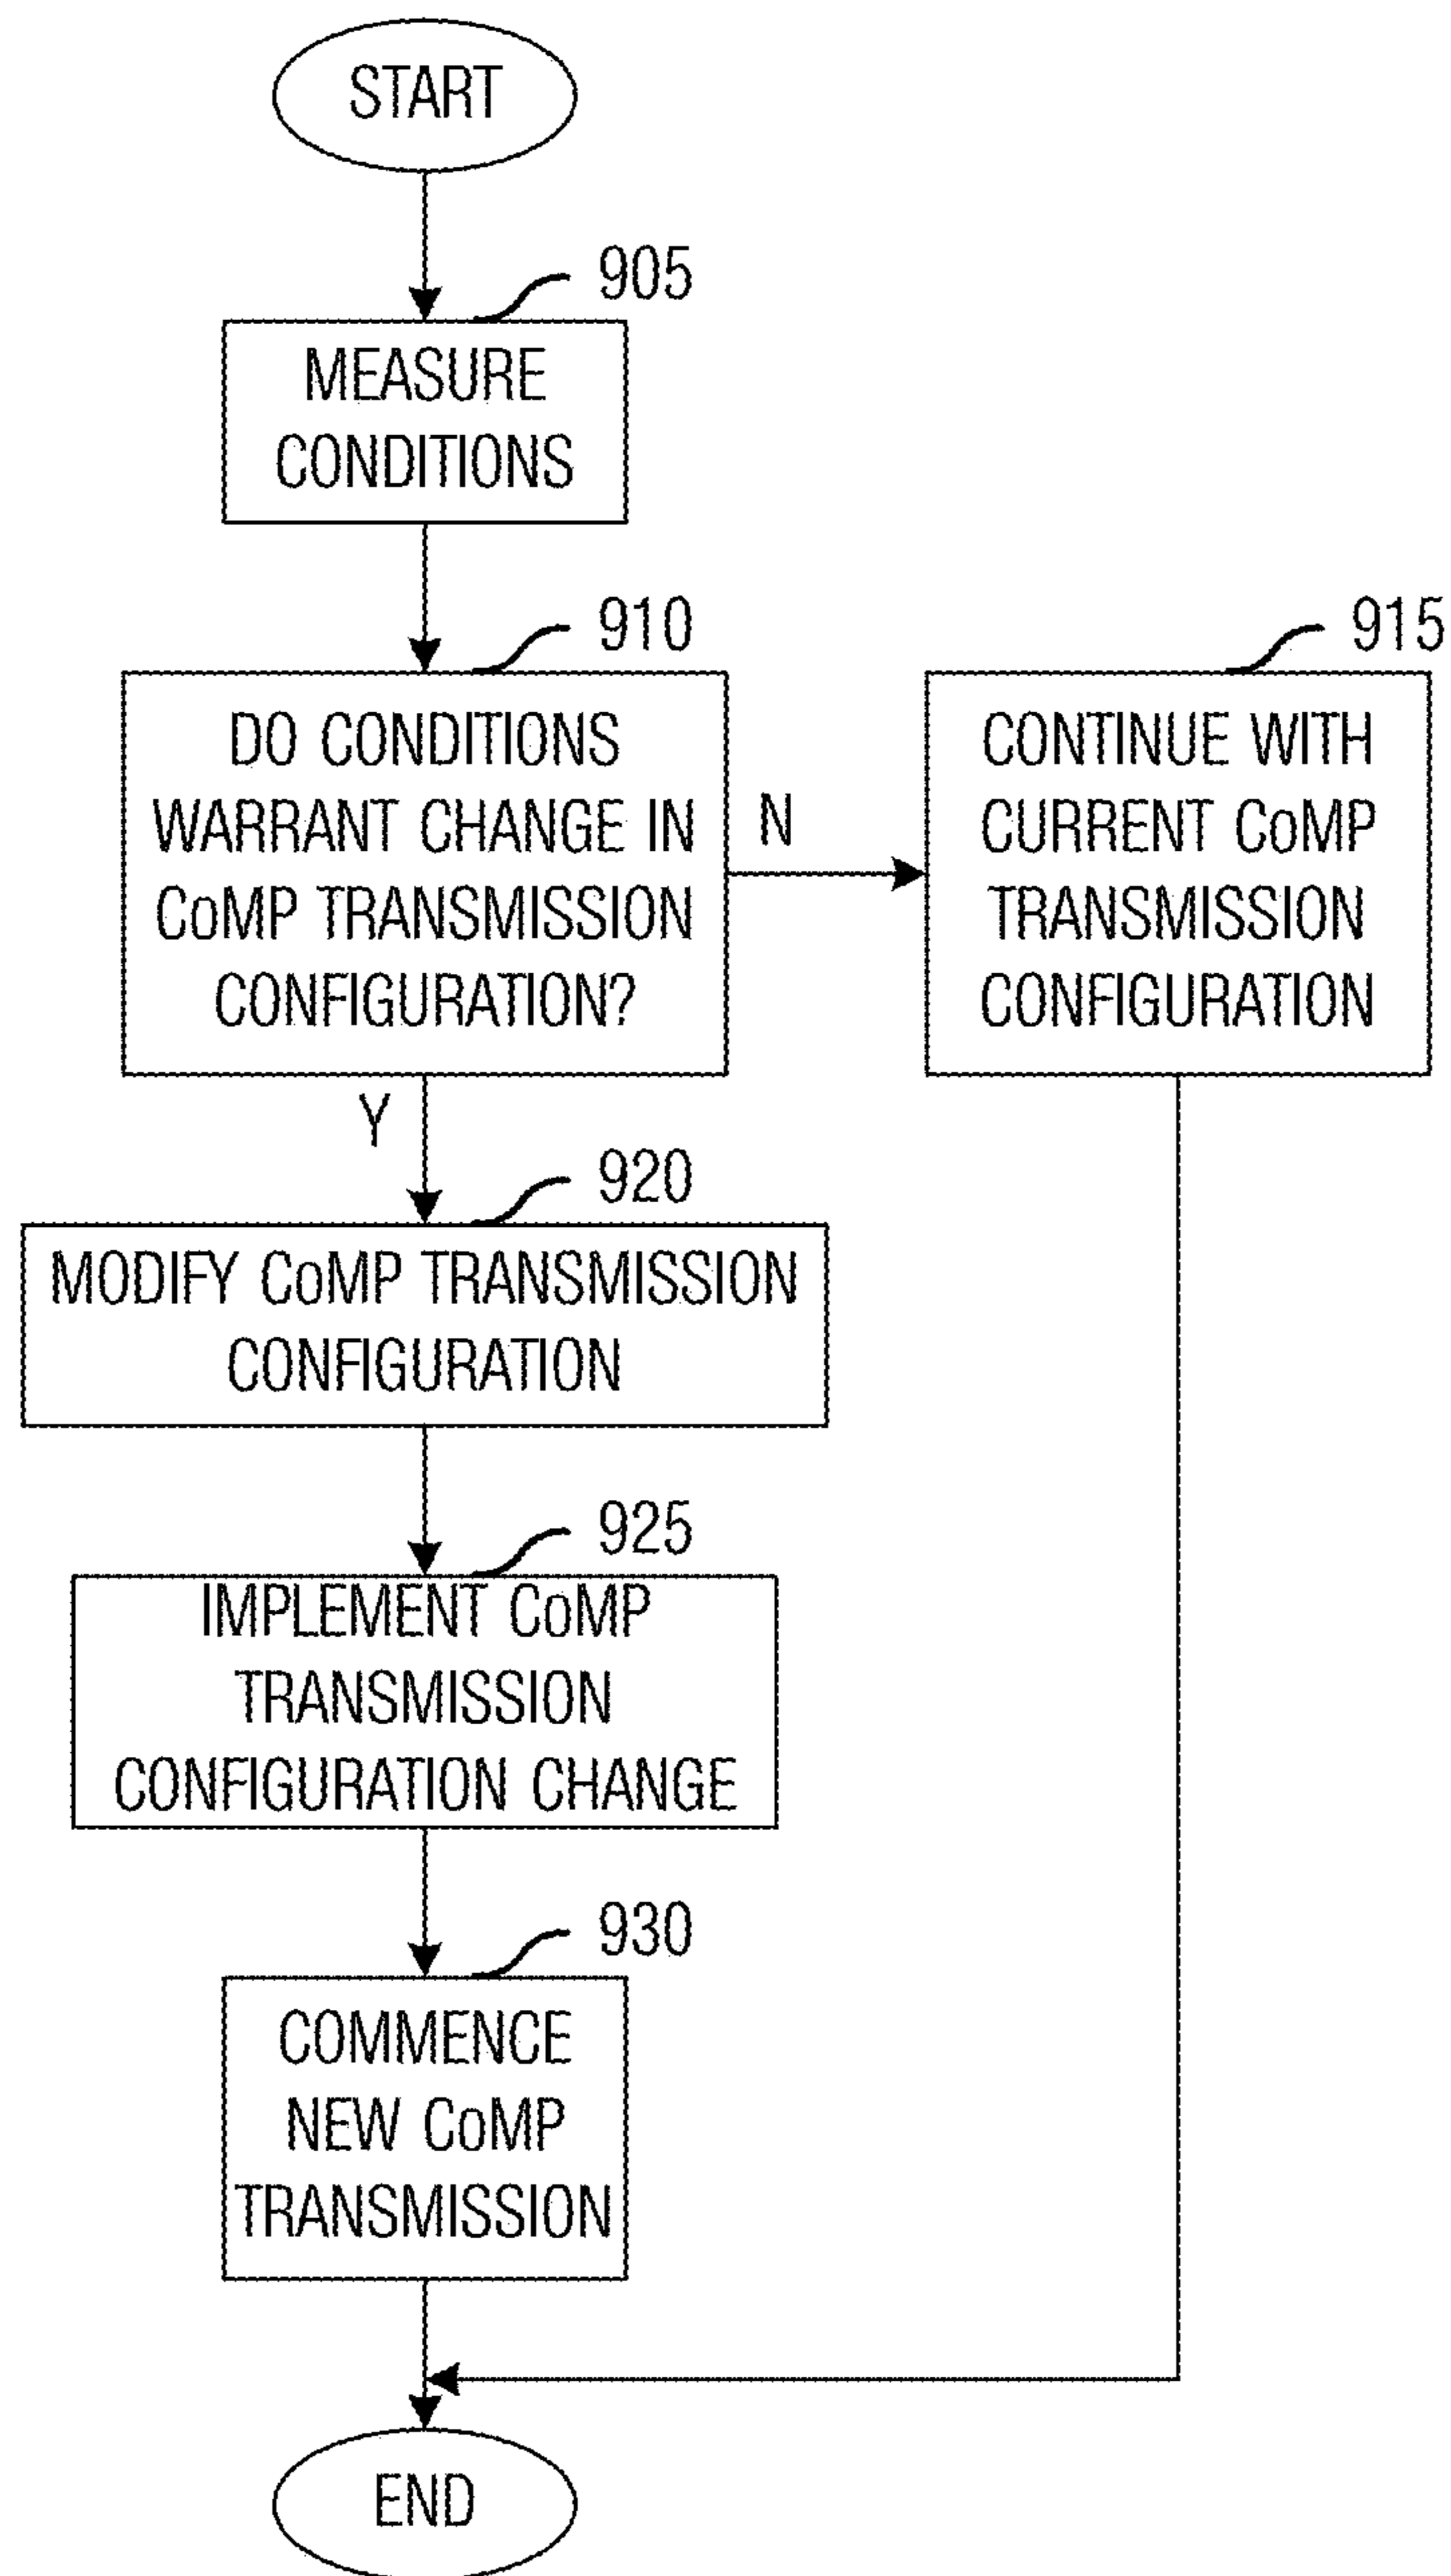 START
905
MEASURE
CONDITIONS
910
DO CONDITIONS
WARRANT CHANGE IN
CoMP TRANSMISSION
CONFIGURATION?
N
915
CONTINUE WITH
CURRENT CoMP
TRANSMISSION
CONFIGURATION
Y
920
MODIFY CoMP TRANSMISSION
CONFIGURATION
925
IMPLEMENT CoMP
TRANSMISSION
CONFIGURATION CHANGE
930
COMMENCE
NEW CoMP
TRANSMISSION
END